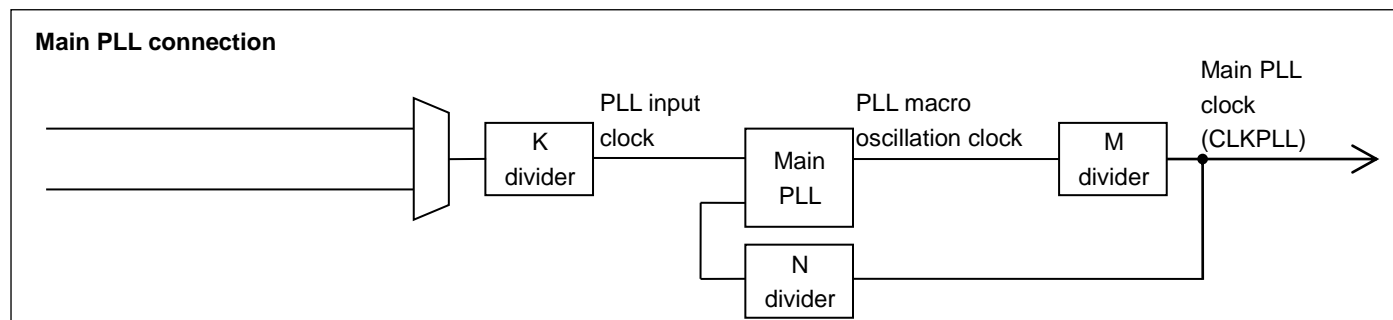 Main PLL connection
K
divider
PLL input
clock
Main
PLL
PLL macro
oscillation clock
M
divider
Main PLL
clock
(CLKPLL)
N
divider